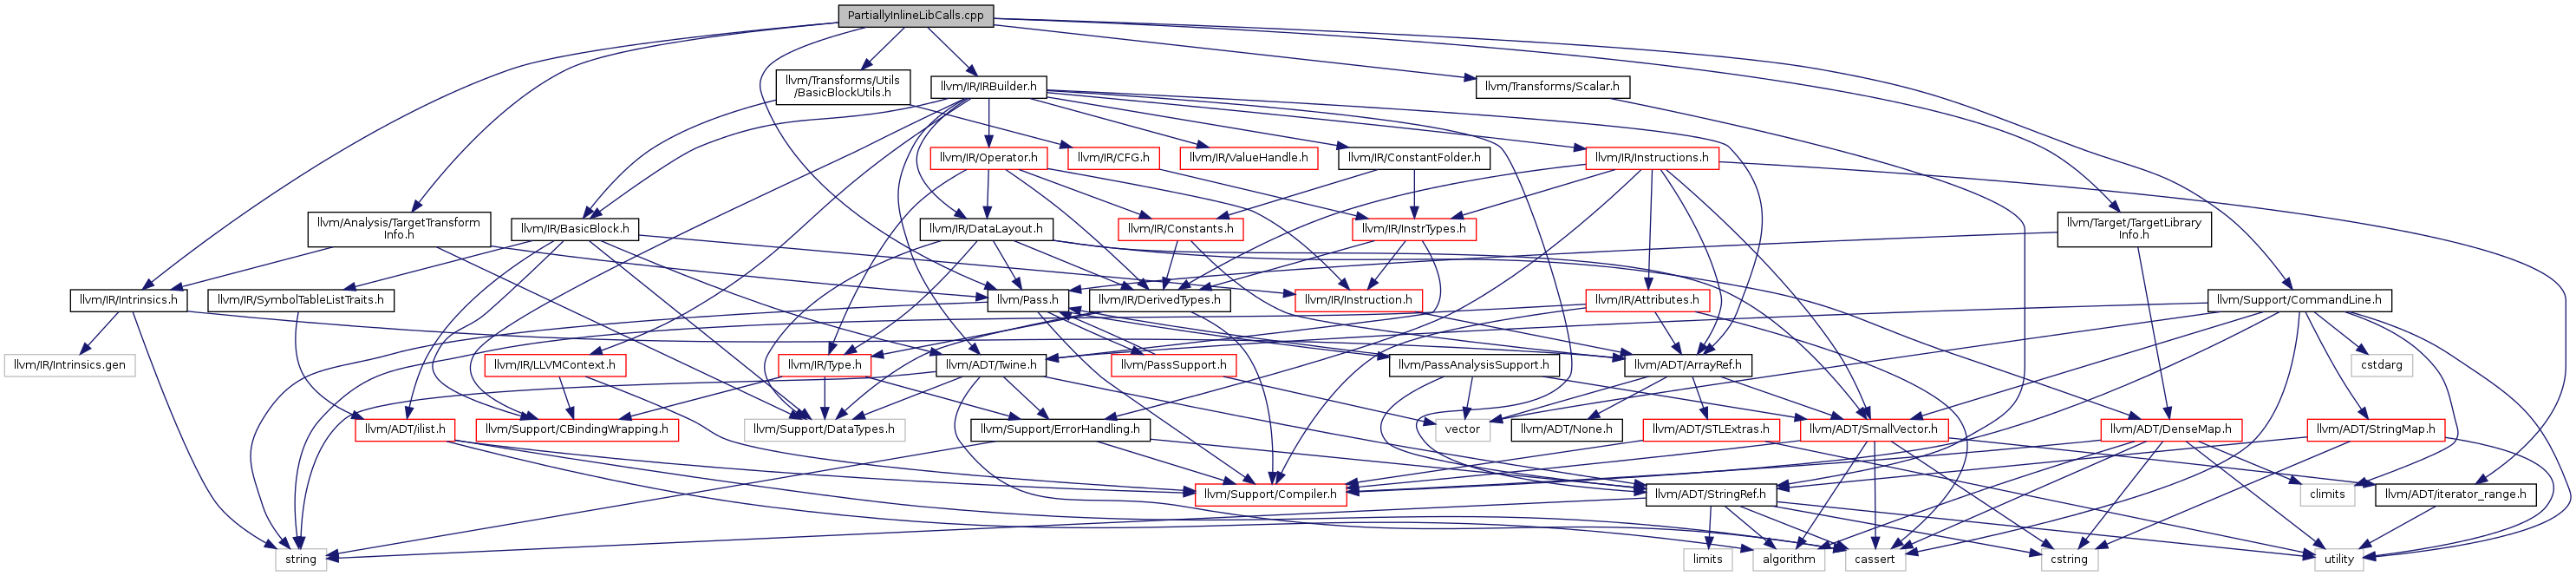 PartiallyInlineLibCalls.cpp
llvm/Transforms/Utils
/BasicBlockUtils.h
llvm/IR/IRBuilder.h
llvm/Transforms/Scalar.h
llvm/IR/Operator.h
llvm/IR/CFG.h
llvm/IR/ValueHandle.h
llvm/IR/ConstantFolder.h
llvm/IR/Instructions.h
llvm/Analysis/TargetTransform
Info.h
llvm/IR/BasicBlock.h
llvm/IR/DataLayout.h
llvm/IR/Constants.h
llvm/IR/InstrTypes.h
llvm/Target/TargetLibrary
Info.h
llvm/IR/Intrinsics.h
llvm/IR/SymbolTableListTraits.h
llvm/Pass.h
llvm/IR/DerivedTypes.h
llvm/IR/Instruction.h
llvm/IR/Attributes.h
llvm/Support/CommandLine.h
llvm/IR/Intrinsics.gen
llvm/IR/LLVMContext.h
llvm/IR/Type.h
llvm/ADT/Twine.h
llvm/PassSupport.h
llvm/PassAnalysisSupport.h
llvm/ADT/ArrayRef.h
cstdarg
llvm/ADT/ilist.h
llvm/Support/CBindingWrapping.h
llvm/Support/DataTypes.h
llvm/Support/ErrorHandling.h
vector
llvm/ADT/None.h
llvm/ADT/STLExtras.h
llvm/ADT/SmallVector.h
llvm/ADT/DenseMap.h
llvm/ADT/StringMap.h
llvm/Support/Compiler.h
llvm/ADT/StringRef.h
climits
llvm/ADT/iterator_range.h
string
limits
algorithm
cassert
cstring
utility